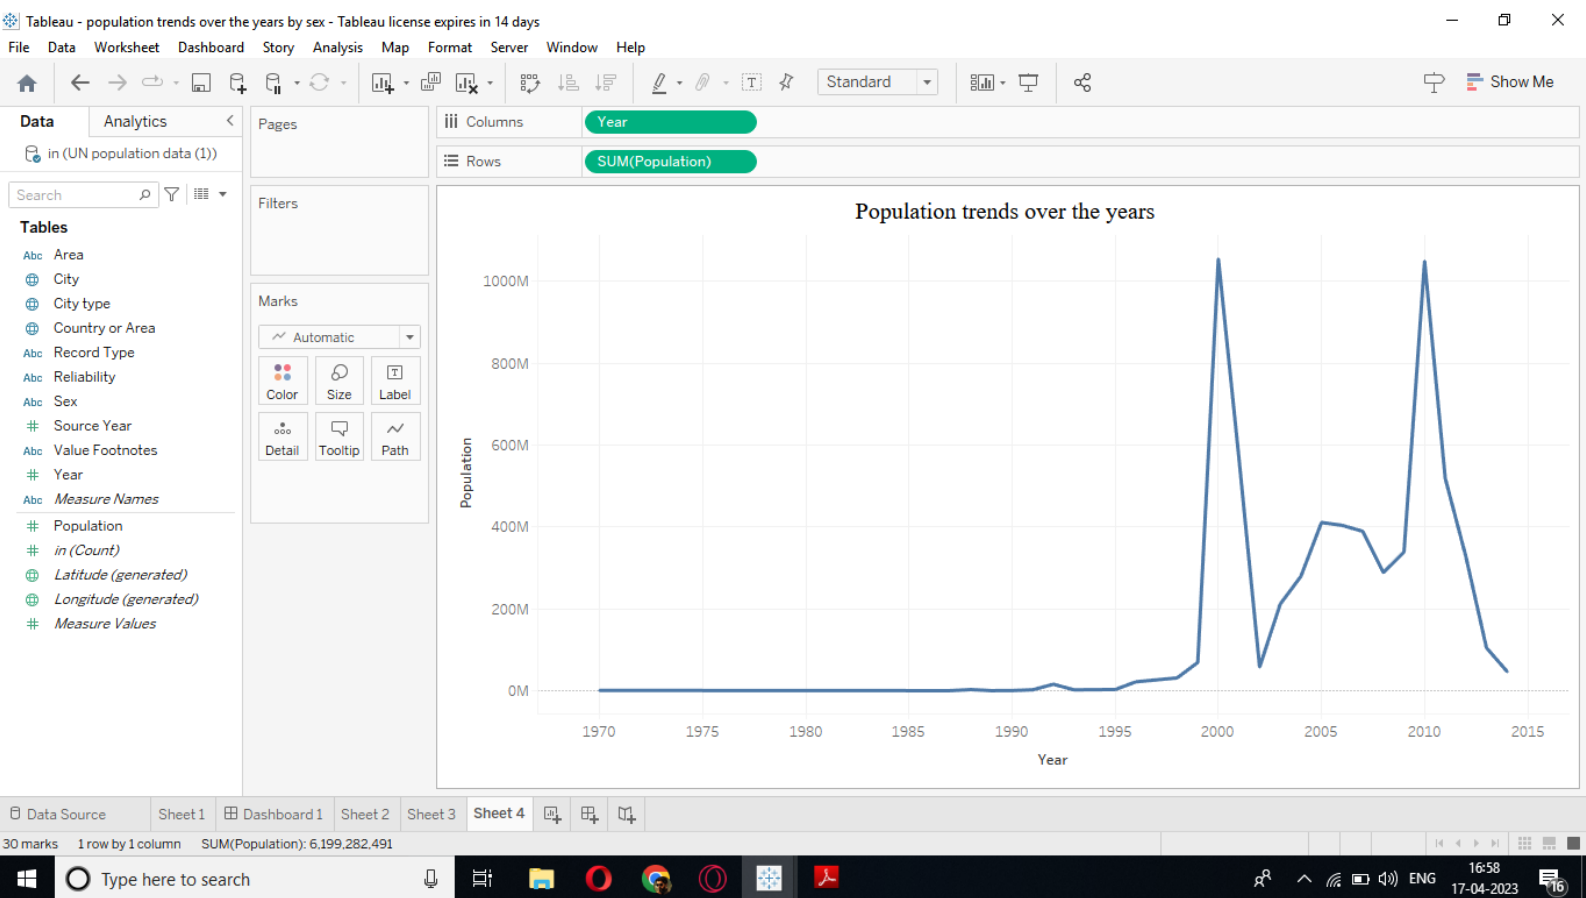 Tableau - population trends over the years by sex - Tableau license expires in 14 days
File Data Worksheet Dashboard Story Analysis Map Format Server Window Help
Standard
Show Me
Data Analytics
in (UN population data (1))
Search
Tables
Abc Area
City
City type
Country or Area
Abc Record Type
Abc Reliability
Abc Sex
# Source Year
Abc Value Footnotes
# Year
Abc Measure Names
# Population
# in (Count)
Latitude (generated)
Longitude (generated)
# Measure Values
Pages
Filters
Marks
Automatic
Color Size Label
Detail Tooltip Path
Columns Year
Rows SUM(Population)
Population trends over the years
1000M
800M
600M
400M
200M
0M
Population
1970 1975 1980 1985 1990 1995 2000 2005 2010 2015
Year
Data Source Sheet 1 Dashboard 1 Sheet 2 Sheet 3 Sheet 4
30 marks 1 row by 1 column SUM(Population): 6,199,282,491
Type here to search
ENG
16:58
17-04-2023
16